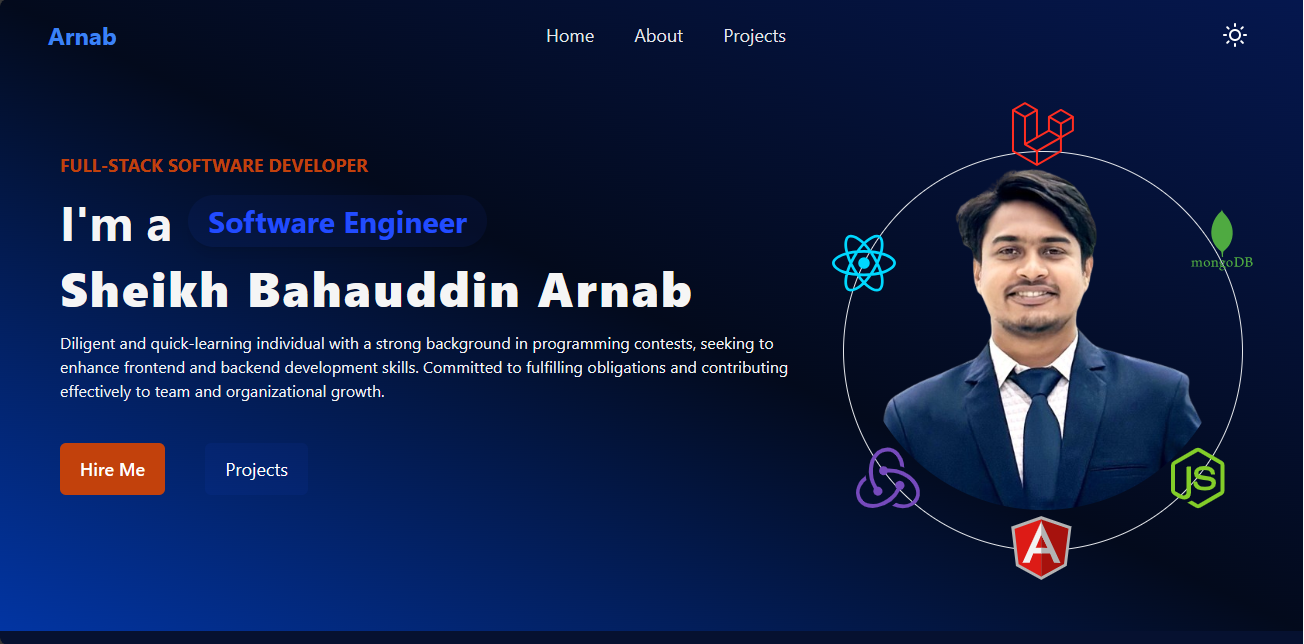 Arnab
Home
About
Projects
FULL-STACK SOFTWARE DEVELOPER
I'm a Software Engineer
Sheikh Bahauddin Arnab
Diligent and quick-learning individual with a strong background in programming contests, seeking to
enhance frontend and backend development skills. Committed to fulfilling obligations and contributing
effectively to team and organizational growth.
Hire Me
Projects
mongoDB
JS
A